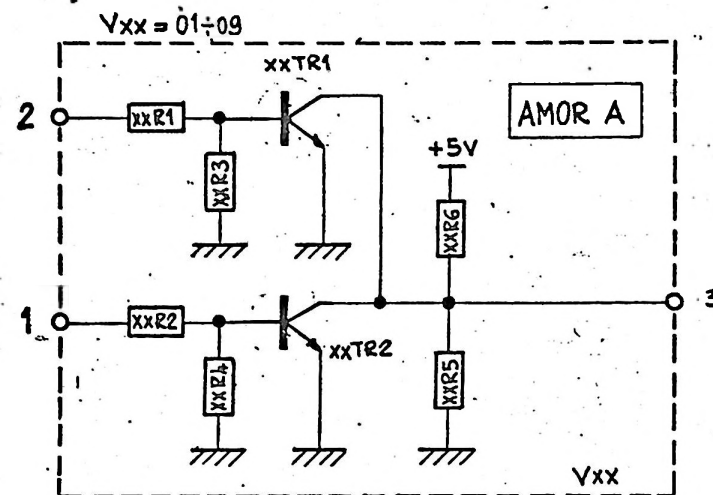 Vxx = 01÷09
xxTR1
AMOR A
2
xxR1
+5V
xxR3
xxR6
3
1
xxR2
xxTR2
xxR4
xxR5
Vxx